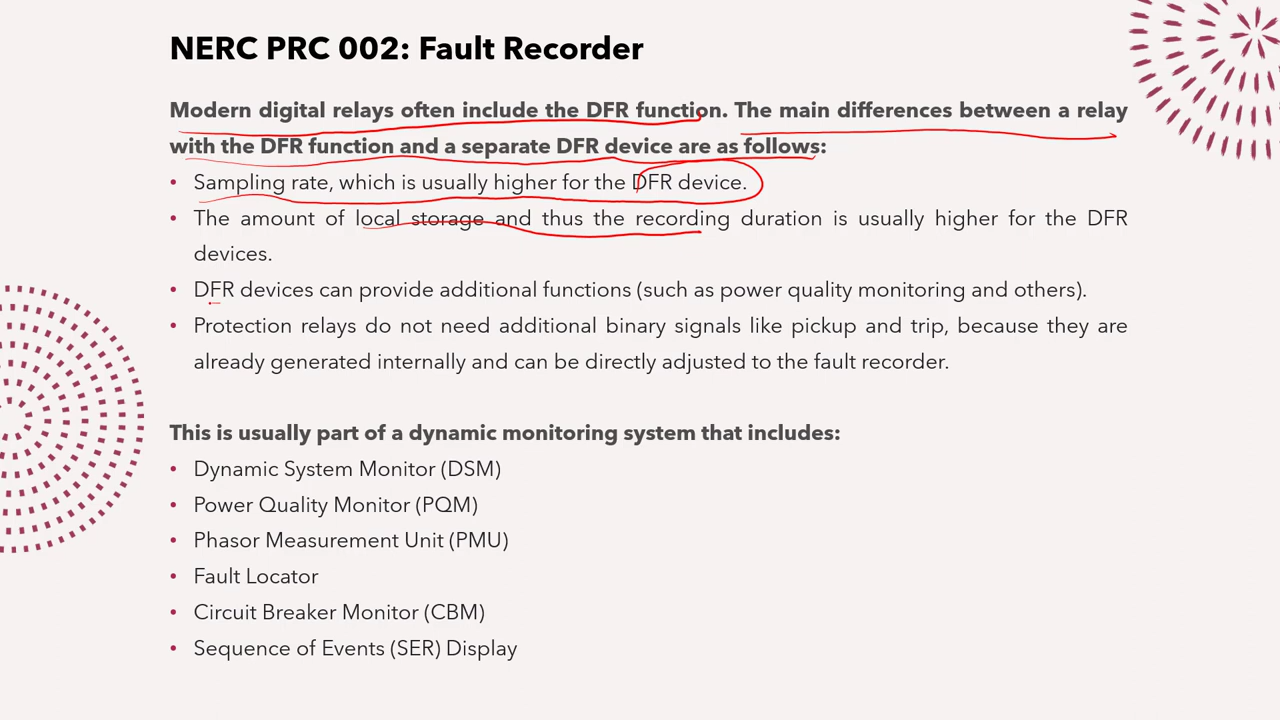 NERC PRC 002: Fault Recorder
Modern digital relays often include the DFR function. The main differences between a relay
with the DFR function and a separate DFR device are as follows:
• Sampling rate, which is usually higher for the DFR device.
• The amount of local storage and thus the recording duration is usually higher for the DFR
devices.
• DFR devices can provide additional functions (such as power quality monitoring and others).
• Protection relays do not need additional binary signals like pickup and trip, because they are
already generated internally and can be directly adjusted to the fault recorder.
This is usually part of a dynamic monitoring system that includes:
• Dynamic System Monitor (DSM)
• Power Quality Monitor (PQM)
• Phasor Measurement Unit (PMU)
• Fault Locator
• Circuit Breaker Monitor (CBM)
• Sequence of Events (SER) Display